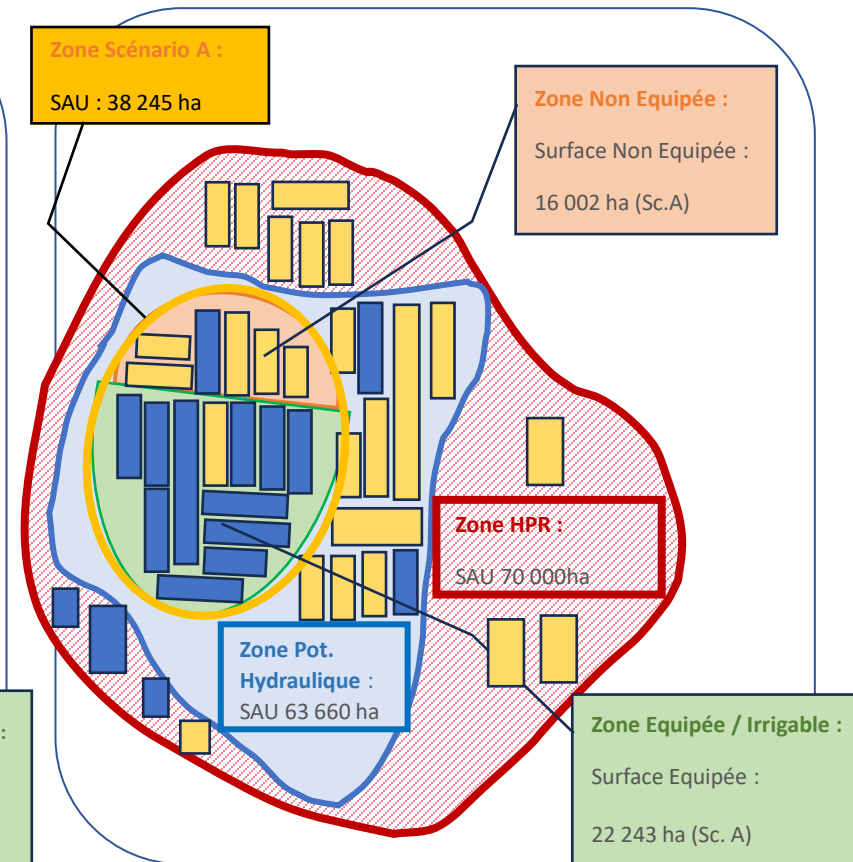 Zone Scénario A :
SAU : 38 245 ha
Zone Non Equipée :
Surface Non Equipée :
16 002 ha (Sc.A)
Zone HPR :
SAU 70 000ha
Zone Pot.
Hydraulique :
SAU 63 660 ha
:
Zone Equipée / Irrigable :
Surface Equipée :
22 243 ha (Sc. A)